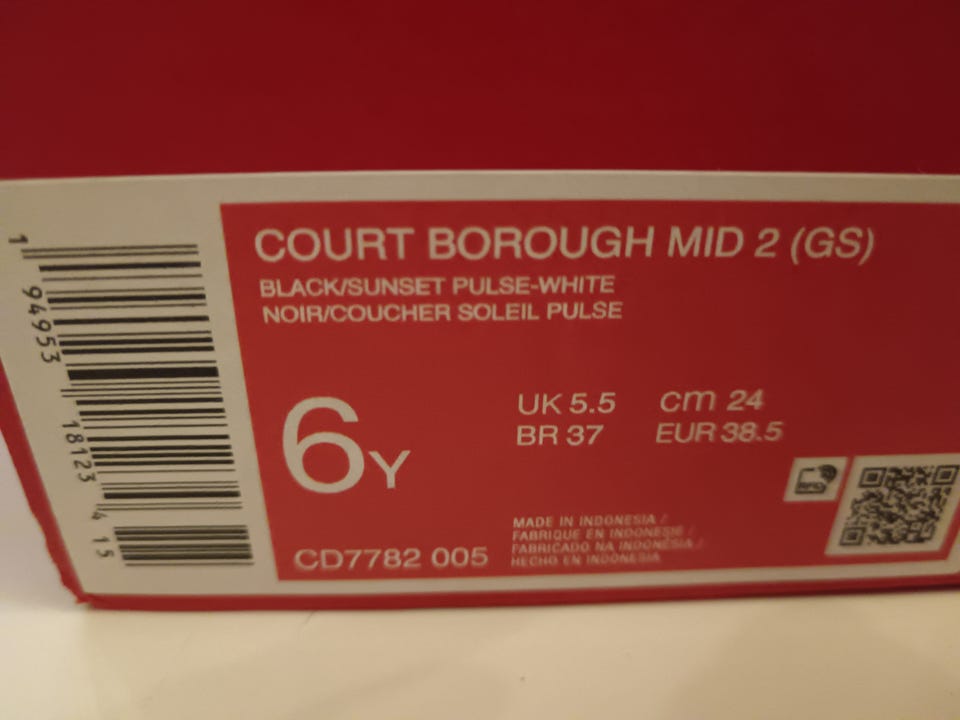 COURT BOROUGH MID 2 (GS)
BLACK/SUNSET PULSE-WHITE
NOIR/COUCHER SOLEIL PULSE
6Y
UK 5.5 cm 24
BR 37 EUR 38.5
MADE IN INDONESIA /
FABRIQUE EN INDONESIE /
FABRICADO NA INDONÉSIA /
HECHO EN INDONESIA
CD7782 005
1 94953 18123 4 15